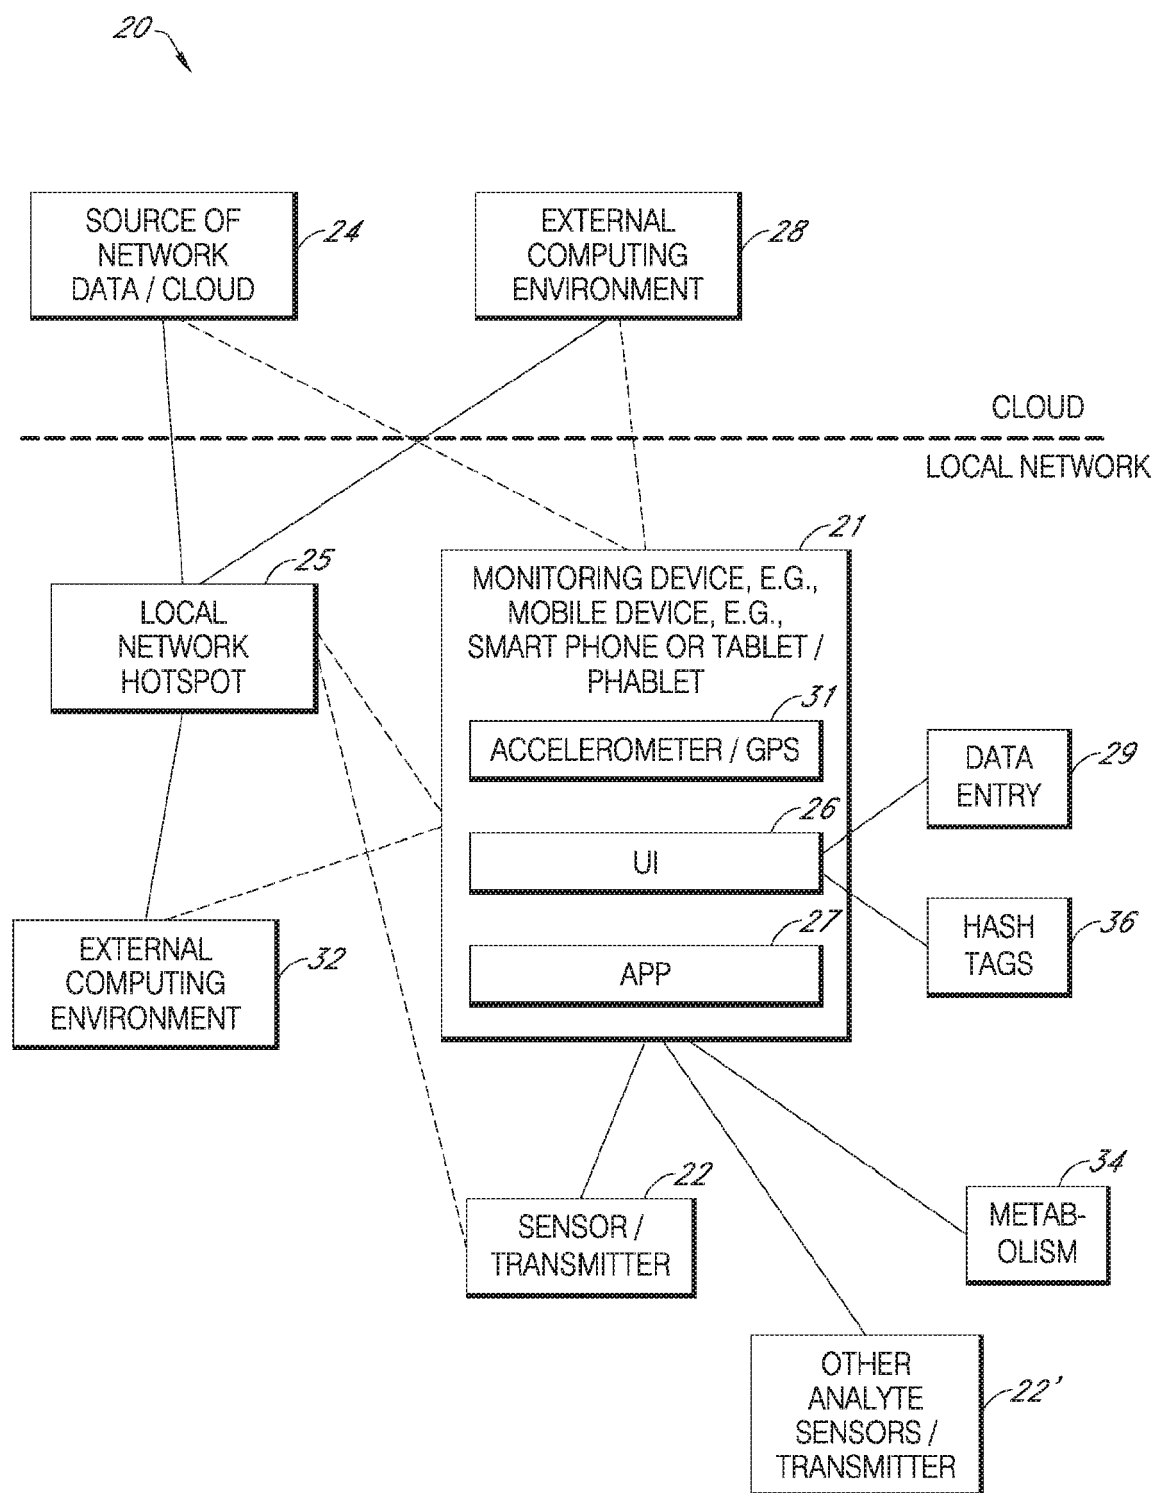 20
SOURCE OF
NETWORK
DATA / CLOUD
24
EXTERNAL
COMPUTING
ENVIRONMENT
28
CLOUD
LOCAL NETWORK
25
LOCAL
NETWORK
HOTSPOT
21
MONITORING DEVICE, E.G.,
MOBILE DEVICE, E.G.,
SMART PHONE OR TABLET /
PHABLET
31
ACCELEROMETER / GPS
26
UI
27
APP
DATA
ENTRY
29
HASH
TAGS
36
EXTERNAL
COMPUTING
ENVIRONMENT
32
22
SENSOR /
TRANSMITTER
34
METAB-
OLISM
OTHER
ANALYTE
SENSORS /
TRANSMITTER
22'